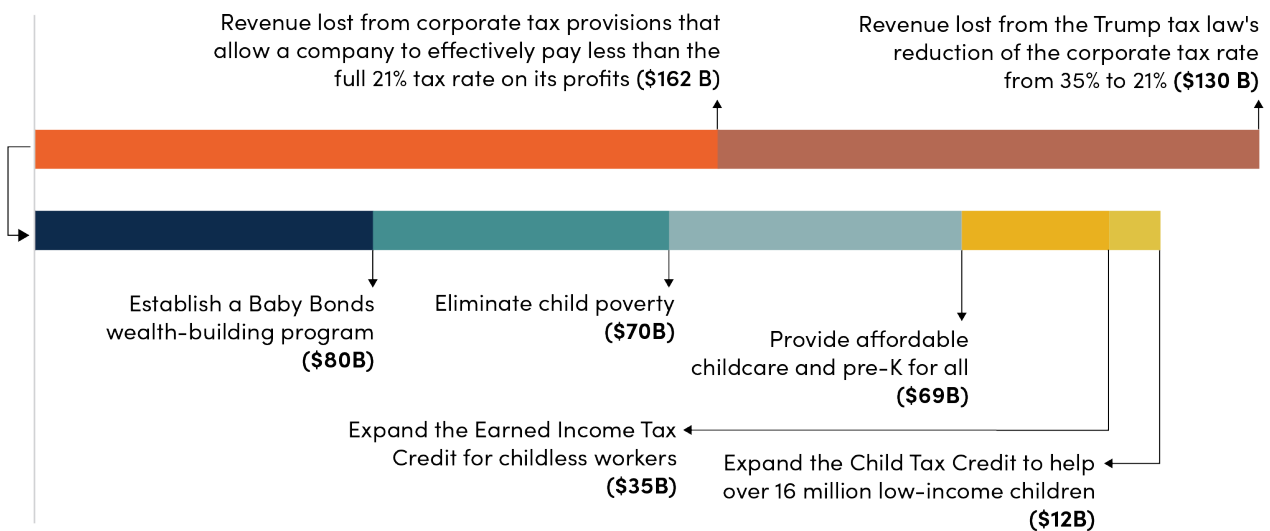 Revenue lost from corporate tax provisions that
allow a company to effectively pay less than the
full 21% tax rate on its profits ($162 B)
Revenue lost from the Trump tax law's
reduction of the corporate tax rate
from 35% to 21% ($130 B)
Establish a Baby Bonds
wealth-building program
($80B)
Eliminate child poverty
($70B)
Provide affordable
childcare and pre-K for all
($69B)
Expand the Earned Income Tax
Credit for childless workers
($35B)
Expand the Child Tax Credit to help
over 16 million low-income children
($12B)